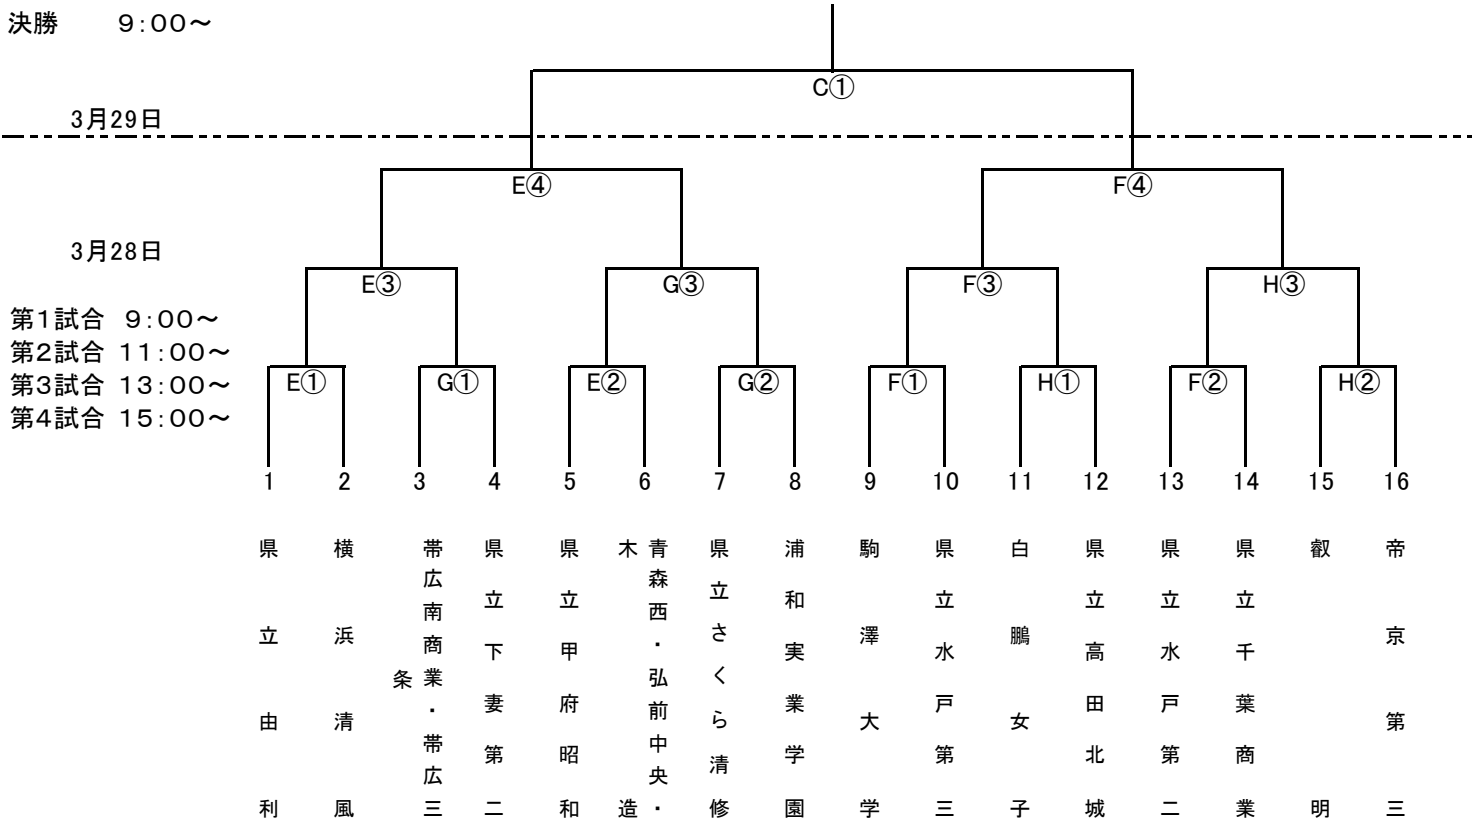 決勝 9:00～
C①
3月29日
E④ F④
3月28日
E③ G③ F③ H③
第1試合 9:00～
第2試合 11:00～
第3試合 13:00～
第4試合 15:00～
E① G① E② G② F① H① F② H②
1 2 3 4 5 6 7 8 9 10 11 12 13 14 15 16
県立由利
横浜清風
帯広南商業・帯広三
条
県立下妻第二
県立甲府昭和
青森西・弘前中央・
木造
県立さくら清修
浦和実業学園
駒澤大学
県立水戸第三
白鵬女子
県立高田北城
県立水戸第二
県立千葉商業
叡明
帝京第三